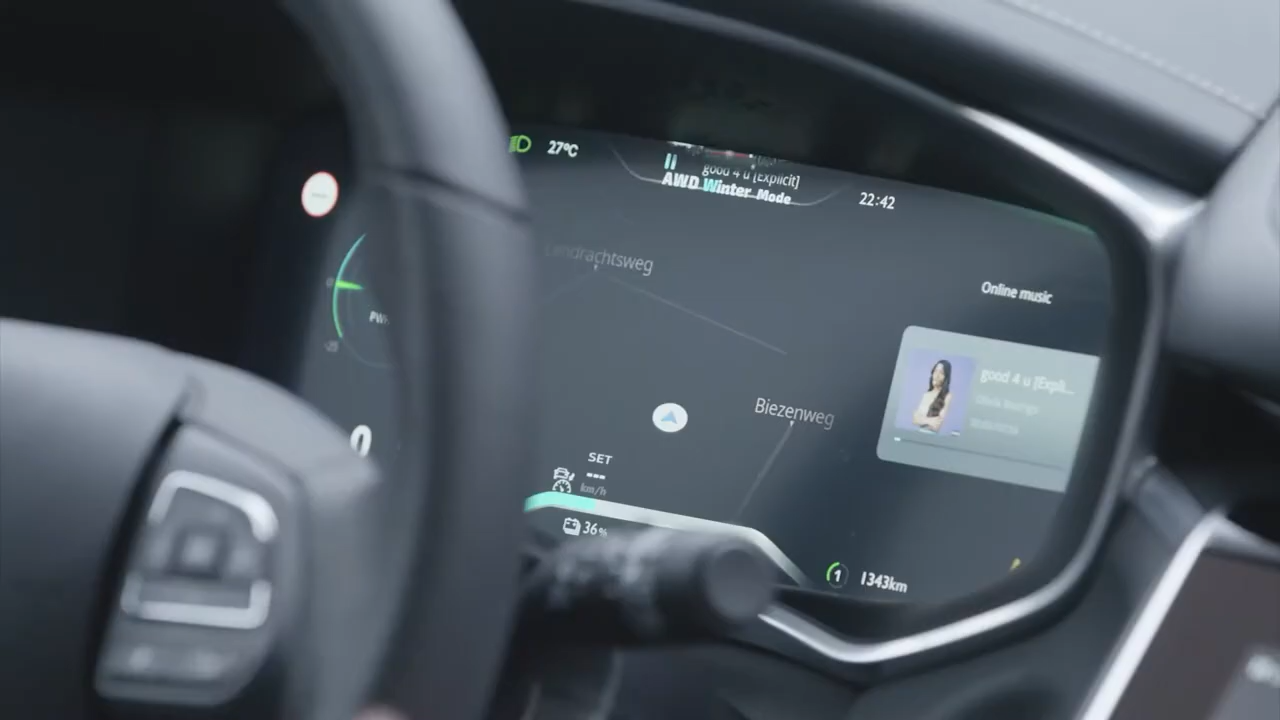 27°C
good 4 u [Explicit]
AWD Winter Mode
22:42
Online music
good 4 u [Expli...
Biezenweg
0
SET
---
km/h
36%
1
1343km